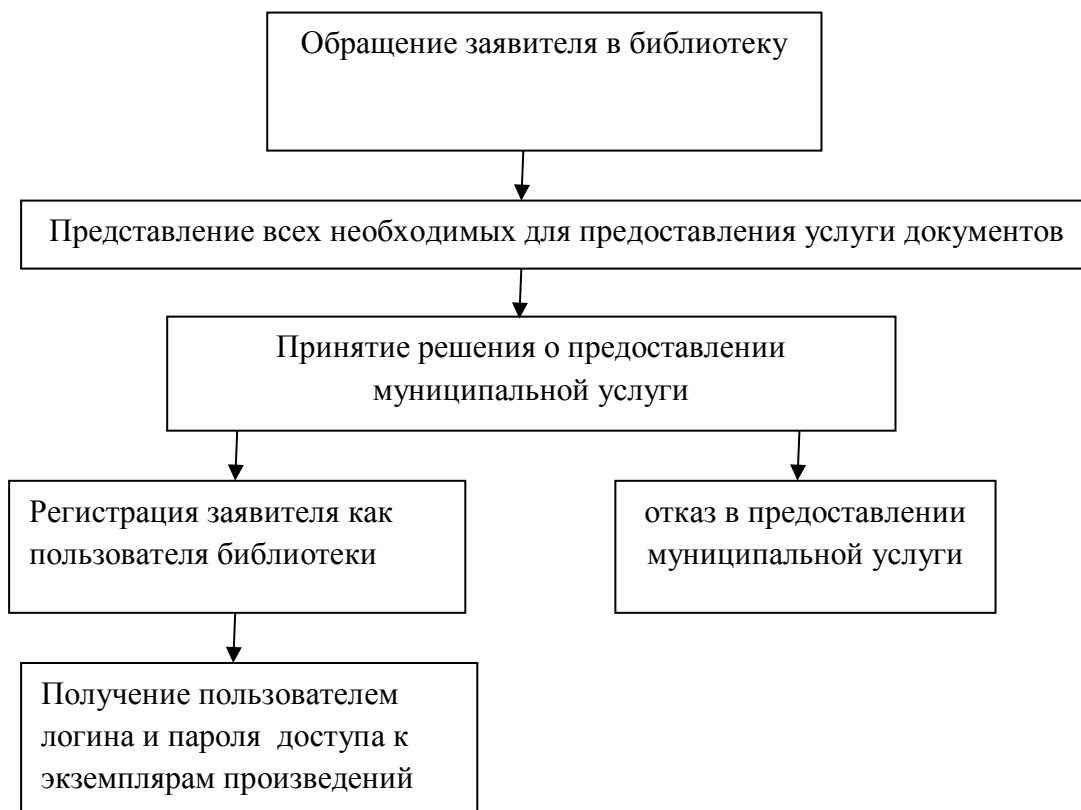 Обращение заявителя в библиотеку
Представление всех необходимых для предоставления услуги документов
Принятие решения о предоставлении
муниципальной услуги
Регистрация заявителя как
пользователя библиотеки
отказ в предоставлении
муниципальной услуги
Получение пользователем
логина и пароля доступа к
экземплярам произведений